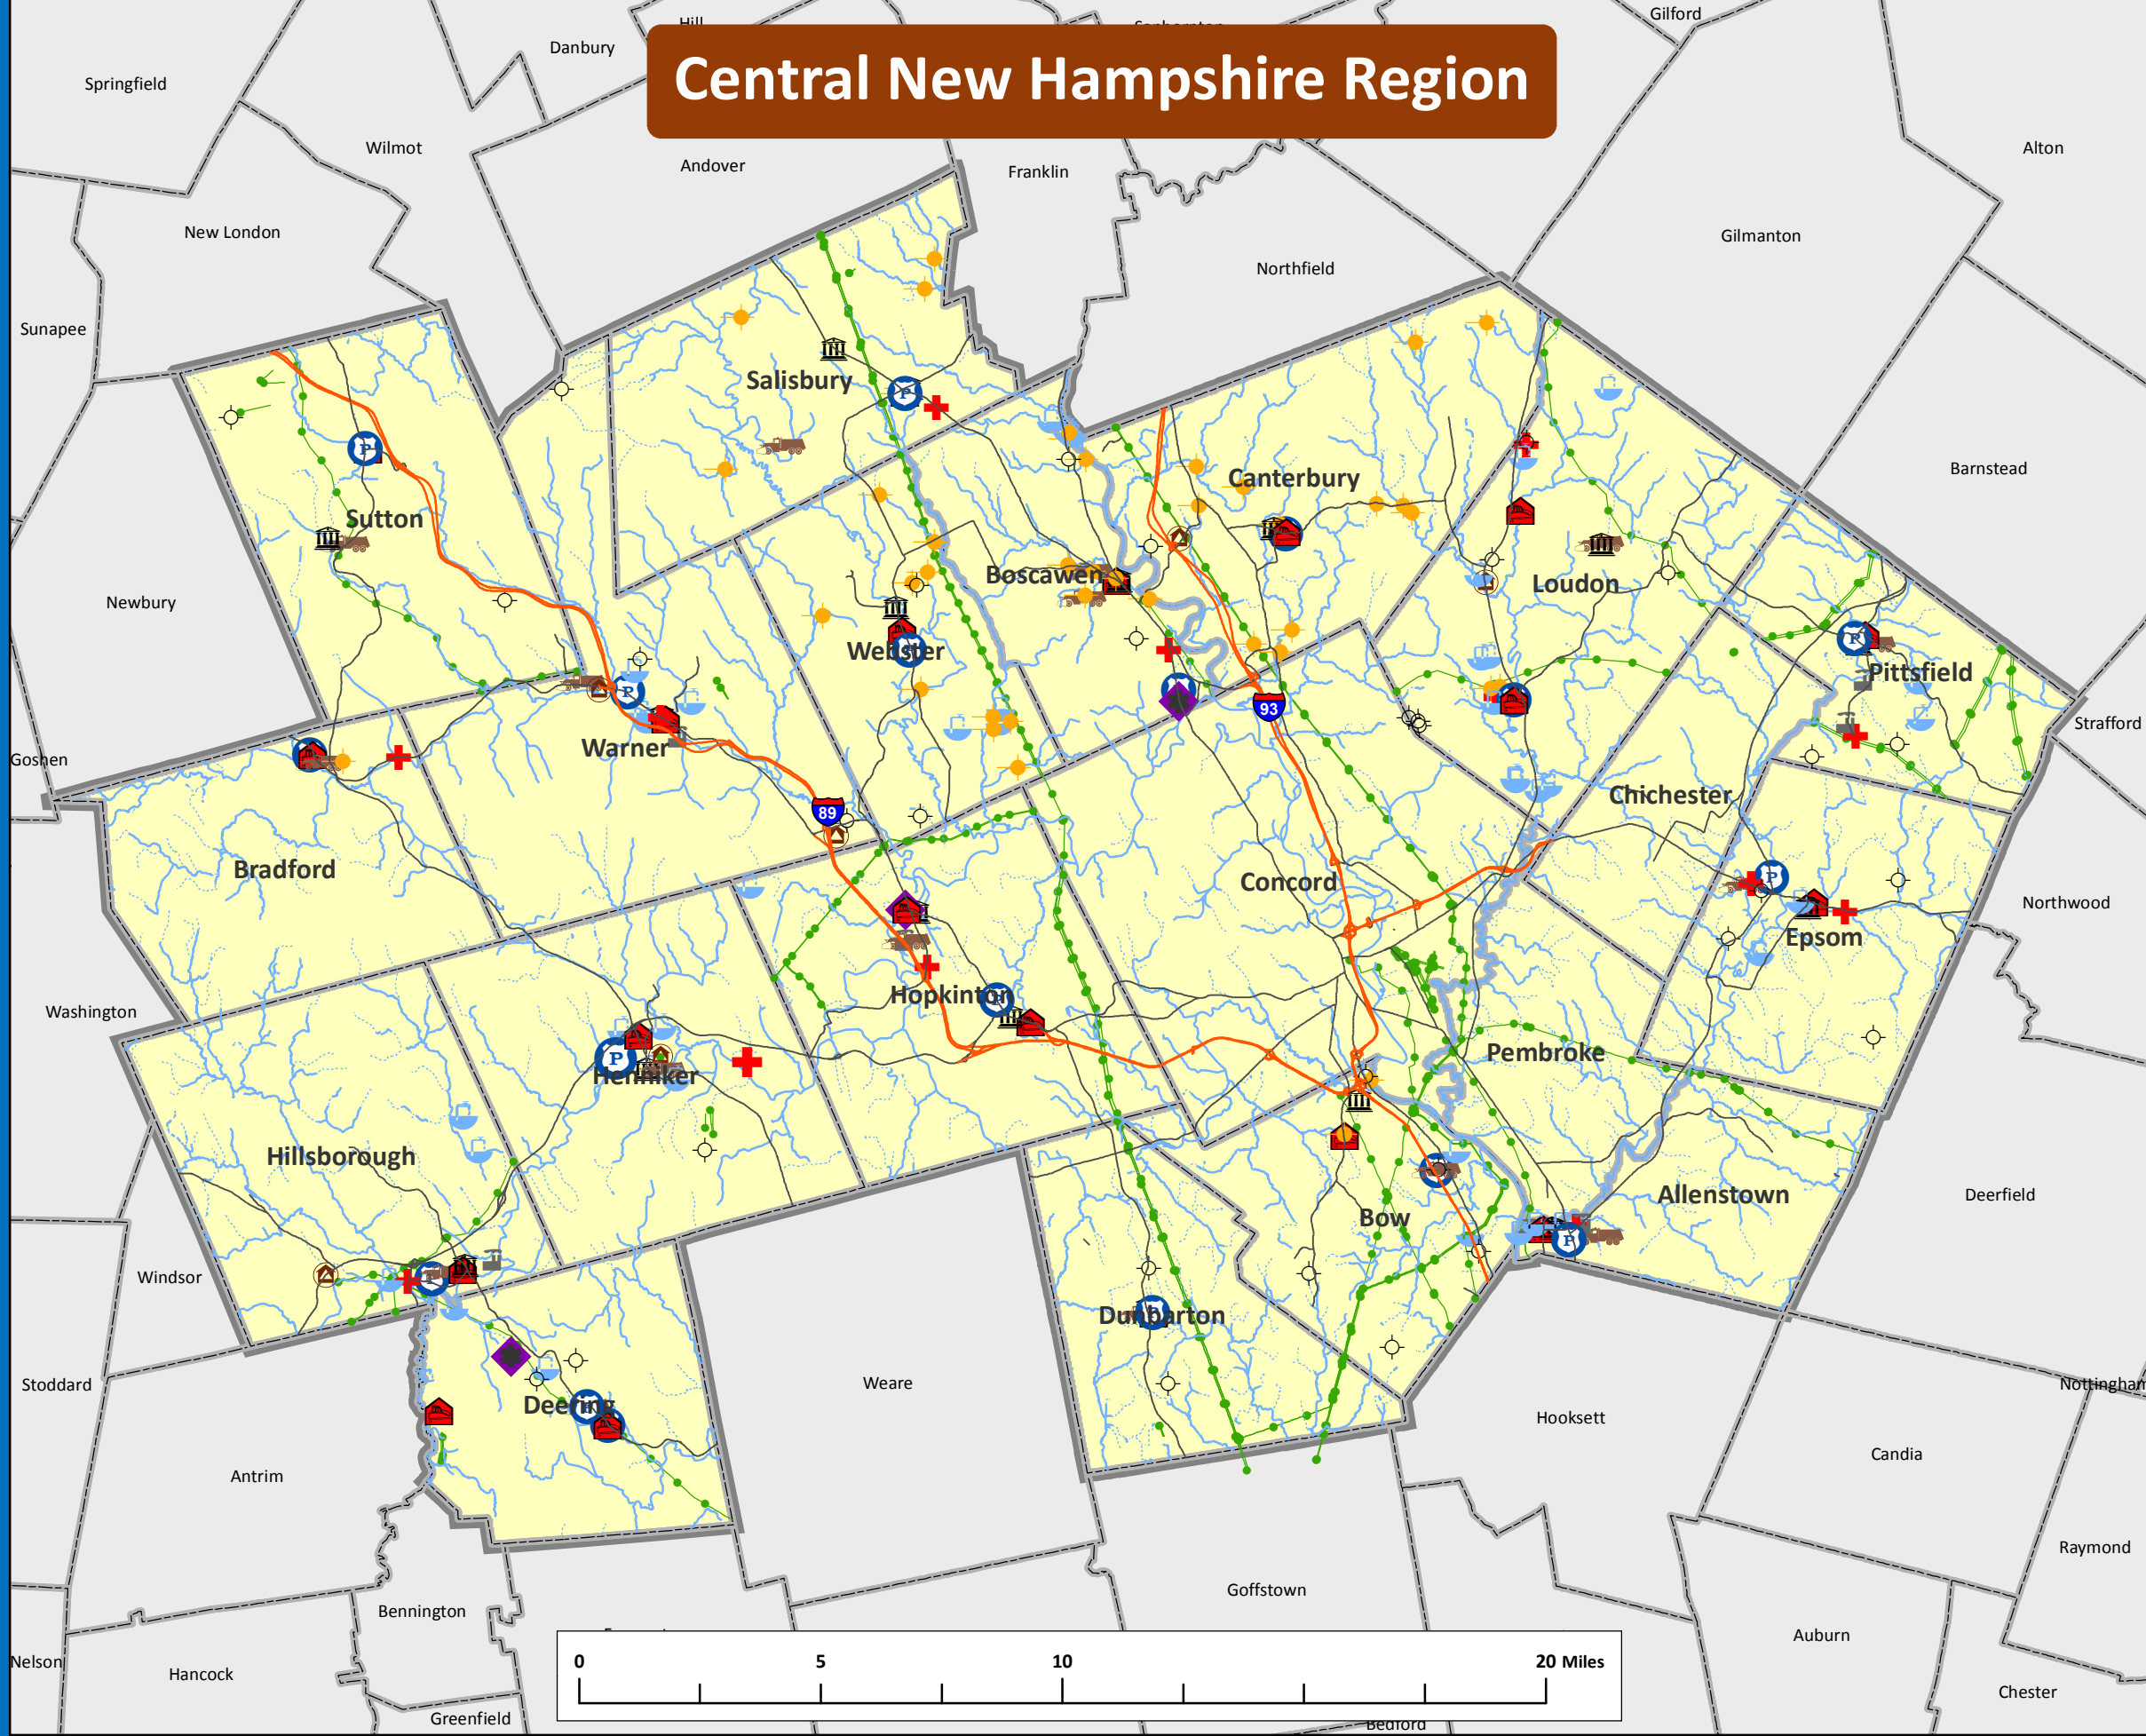 Central New Hampshire Region
Gilford
Hill
Danbury
Springfield
Wilmot
Andover
Franklin
Alton
New London
Gilmanton
Northfield
Sunapee
Salisbury
Barnstead
Canterbury
Sutton
Boscawen
Loudon
Newbury
Webster
Pittsfield
93
Strafford
Warner
Goshen
Chichester
89
Bradford
Concord
Northwood
Epsom
Hopkinton
Washington
Pembroke
Henniker
Hillsborough
Allenstown
Deerfield
Bow
Windsor
Dunbarton
Stoddard
Weare
Nottingham
Deering
Hooksett
Candia
Antrim
Raymond
Goffstown
Bennington
Auburn
Nelson
Hancock
0 5 10 20 Miles
Chester
Greenfield
Bedford
P
P
P
P
P
P